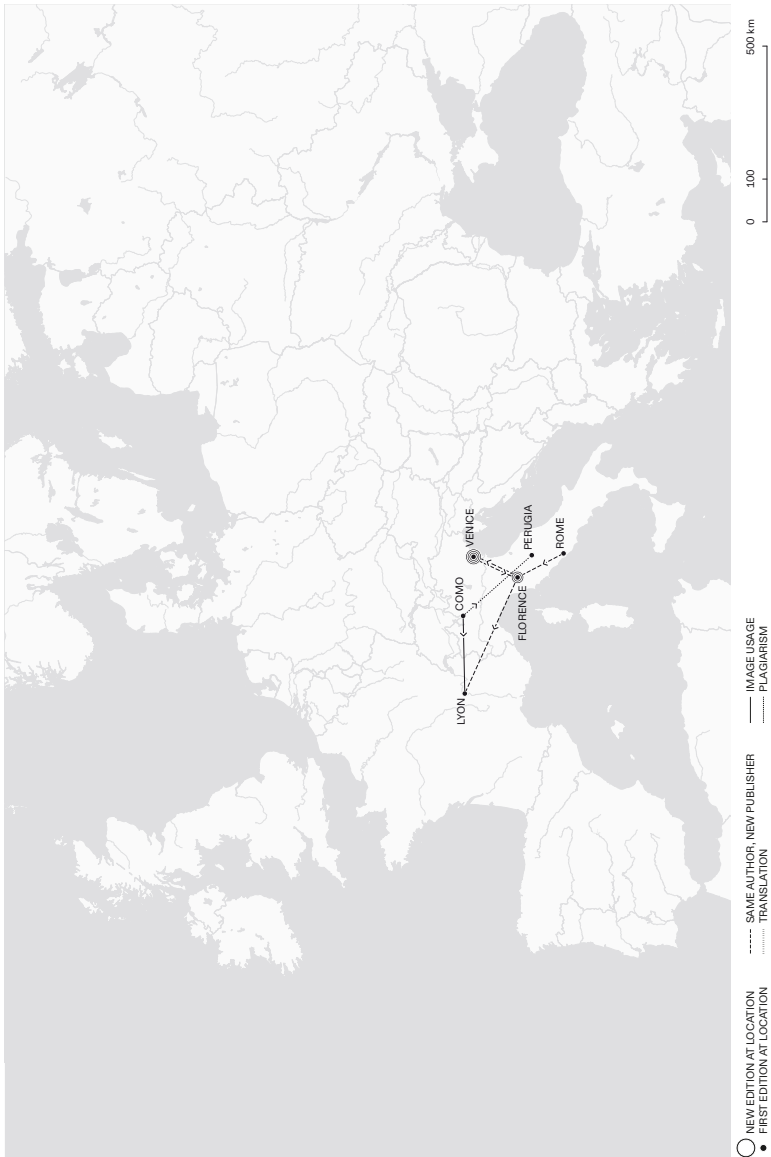 VENICE
COMO
PERUGIA
ROME
FLORENCE
LYON
0 100 500 km
NEW EDITION AT LOCATION
FIRST EDITION AT LOCATION
SAME AUTHOR, NEW PUBLISHER
TRANSLATION
IMAGE USAGE
PLAGIARISM